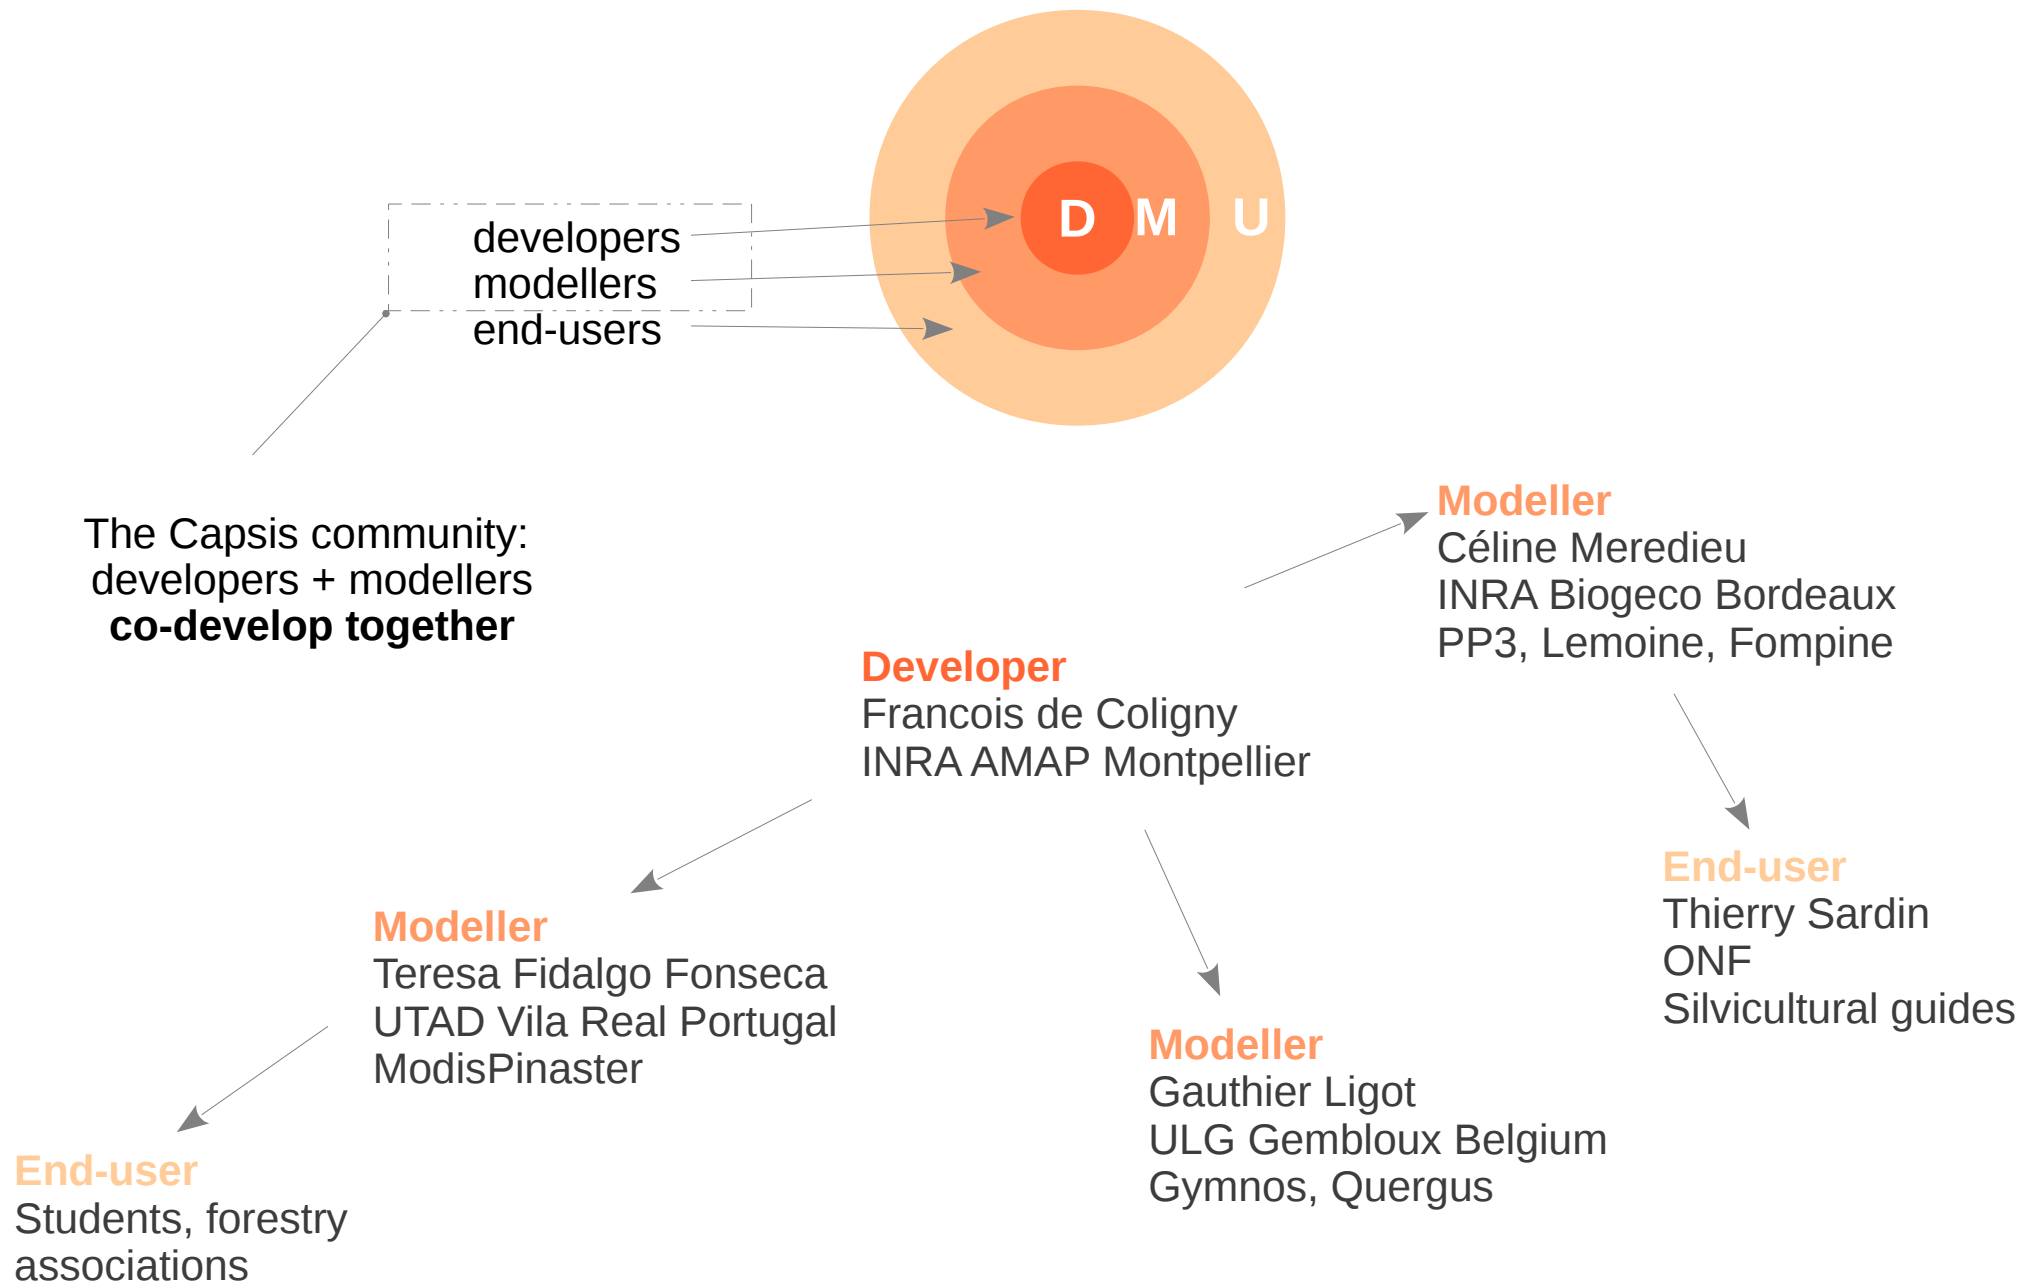 D M U
developers
modellers
end-users
The Capsis community:
developers + modellers
co-develop together
Modeller
Céline Meredieu
INRA Biogeco Bordeaux
PP3, Lemoine, Fompine
Developer
Francois de Coligny
INRA AMAP Montpellier
End-user
Thierry Sardin
ONF
Silvicultural guides
Modeller
Teresa Fidalgo Fonseca
UTAD Vila Real Portugal
ModisPinaster
Modeller
Gauthier Ligot
ULG Gembloux Belgium
Gymnos, Quergus
End-user
Students, forestry
associations